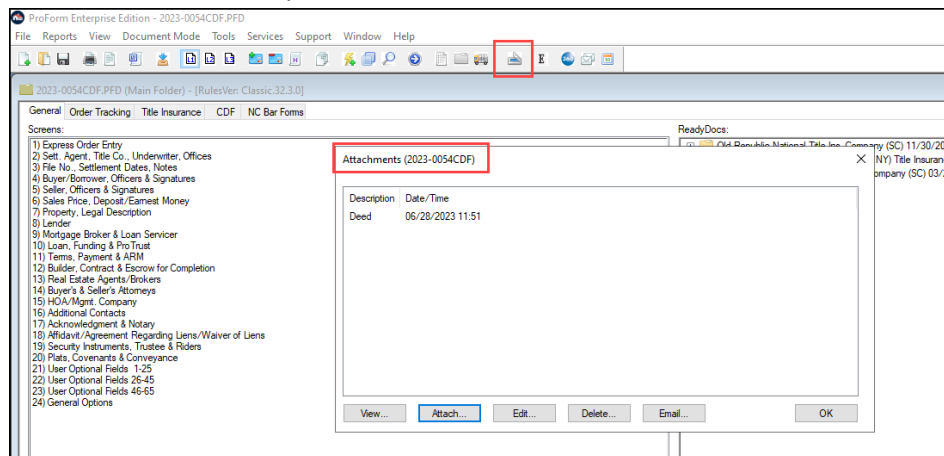 ProForm Enterprise Edition - 2023-0054CDF.PFD
File Reports View Document Mode Tools Services Support Window Help
E
2023-0054CDF.PFD (Main Folder) - [RulesVer: Classic.32.3.0]
General Order Tracking Title Insurance CDF NC Bar Forms
Screens:
1) Express Order Entry
2) Sett. Agent, Title Co., Underwriter, Offices
3) File No., Settlement Dates, Notes
4) Buyer/Borrower, Officers & Signatures
5) Seller, Officers & Signatures
6) Sales Price, Deposit/Earnest Money
7) Property, Legal Description
8) Lender
9) Mortgage Broker & Loan Servicer
10) Loan, Funding & ProTrust
11) Terms, Payment & ARM
12) Builder, Contract & Escrow for Completion
13) Real Estate Agents/Brokers
14) Buyer's & Seller's Attorneys
15) HOA/Mgmt. Company
16) Additional Contacts
17) Acknowledgment & Notary
18) Affidavit/Agreement Regarding Liens/Waiver of Liens
19) Security Instruments, Trustee & Riders
20) Plats, Covenants & Conveyance
21) User Optional Fields 1-25
22) User Optional Fields 26-45
23) User Optional Fields 46-65
24) General Options
ReadyDocs:
Old Republic National Title Ins. Company (SC) 11/30/20
NY) Title Insuran
ompany (SC) 03/
Attachments (2023-0054CDF)
Description Date/Time
Deed 06/28/2023 11:51
View... Attach... Edit... Delete... Email... OK